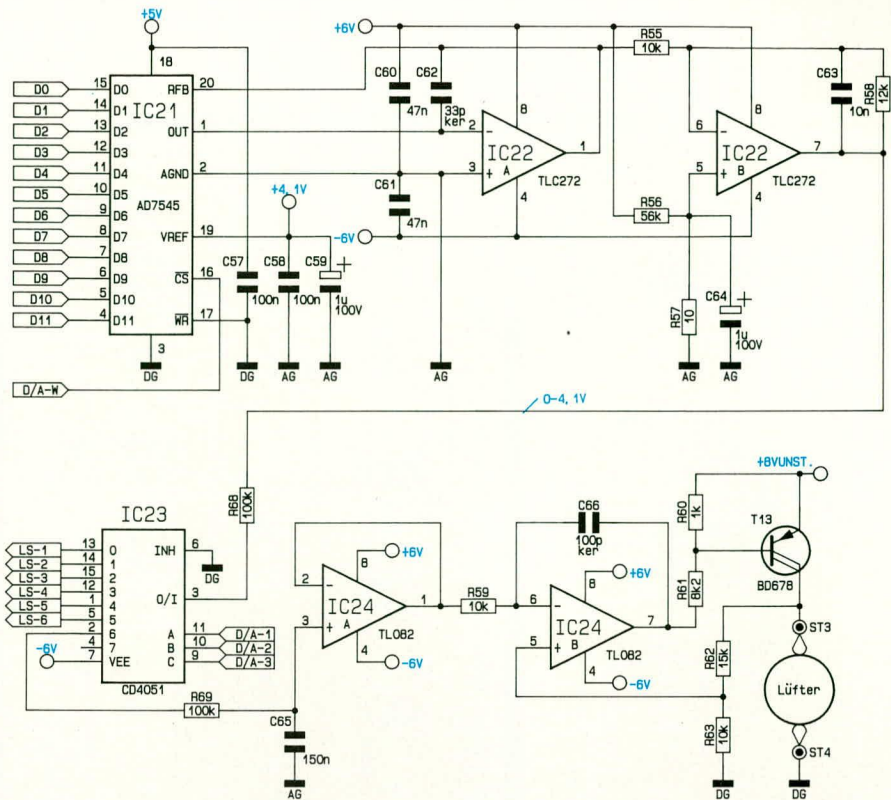 +5V
18
D0
D1
D2
D3
D4
D5
D6
D7
D8
D9
D10
D11
D/A-W
15 D0
14 D1
13 D2
12 D3
11 D4
10 D5
9 D6
8 D7
7 D8
6 D9
5 D10
4 D11
IC21
AD7545
RFB 20
OUT 1
AGND 2
VREF 19
CS 16
WR 17
3
DG
+6V
C60
47n
C62
33p
ker
C61
47n
+4,1V
-6V
C57
100n
DG
C58
100n
AG
C59
+
1u
100V
AG
AG
8
2 -
3 +
IC22
A
1
TLC272
4
R55
10k
R56
56k
8
6 -
5 +
IC22
B
7
TLC272
4
C63
10n
R58
12k
R57
10
AG
C64
+
1u
100V
AG
0-4,1V
R68
100k
IC23
LS-1
LS-2
LS-3
LS-4
LS-5
LS-6
13 0
14 1
15 2
12 3
1 4
5 5
2 6
4 7
7 VEE
-6V
INH 6
DG
O/I 3
A 11 D/A-1
B 10 D/A-2
C 9 D/A-3
CD4051
R69
100k
C65
150n
AG
8
+6V
2 -
3 +
IC24
A
1
TL082
4
-6V
R59
10k
C66
100p
ker
8
+6V
6 -
5 +
IC24
B
7
TL082
4
-6V
+8VUNST.
R60
1k
R61
8k2
T13
BD678
R62
15k
R63
10k
DG
ST3
Lüfter
ST4
DG